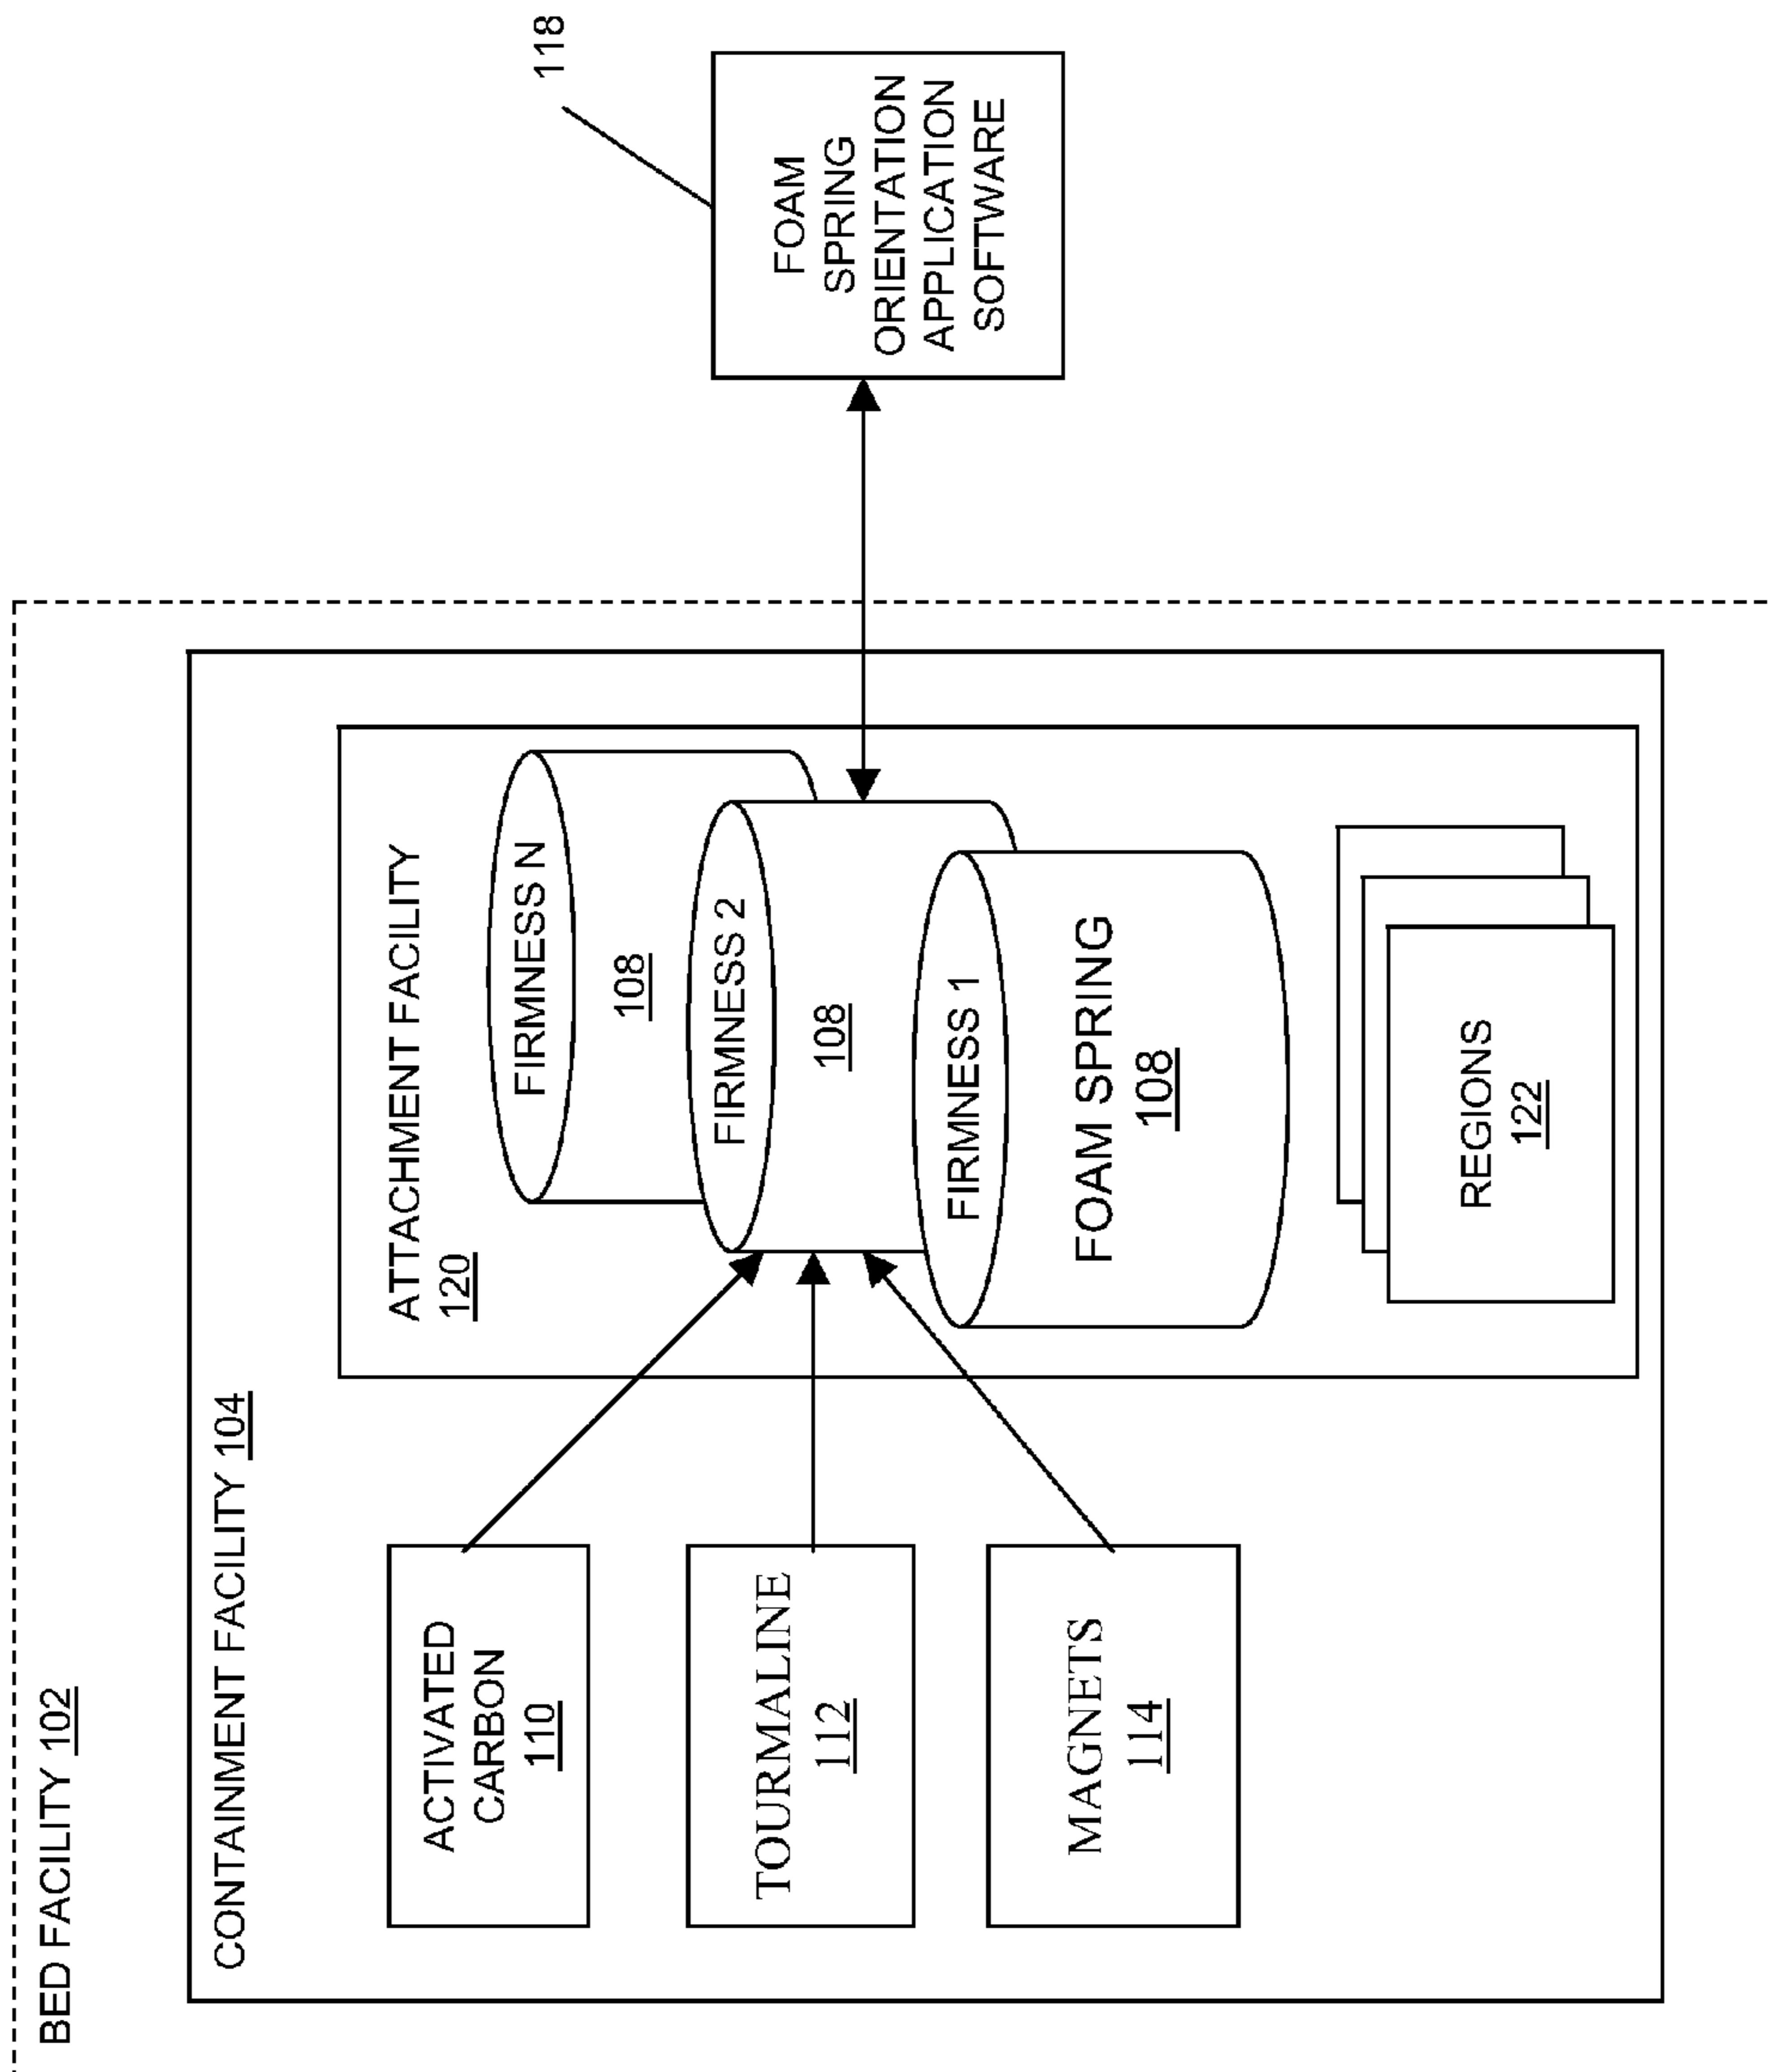 BED FACILITY 102
CONTAINMENT FACILITY 104
ACTIVATED
CARBON
110
TOURMALINE
112
MAGNETS
114
ATTACHMENT FACILITY
120
FIRMNESS N
108
FIRMNESS 2
108
FIRMNESS 1
FOAM SPRING
108
REGIONS
122
118
FOAM
SPRING
ORIENTATION
APPLICATION
SOFTWARE